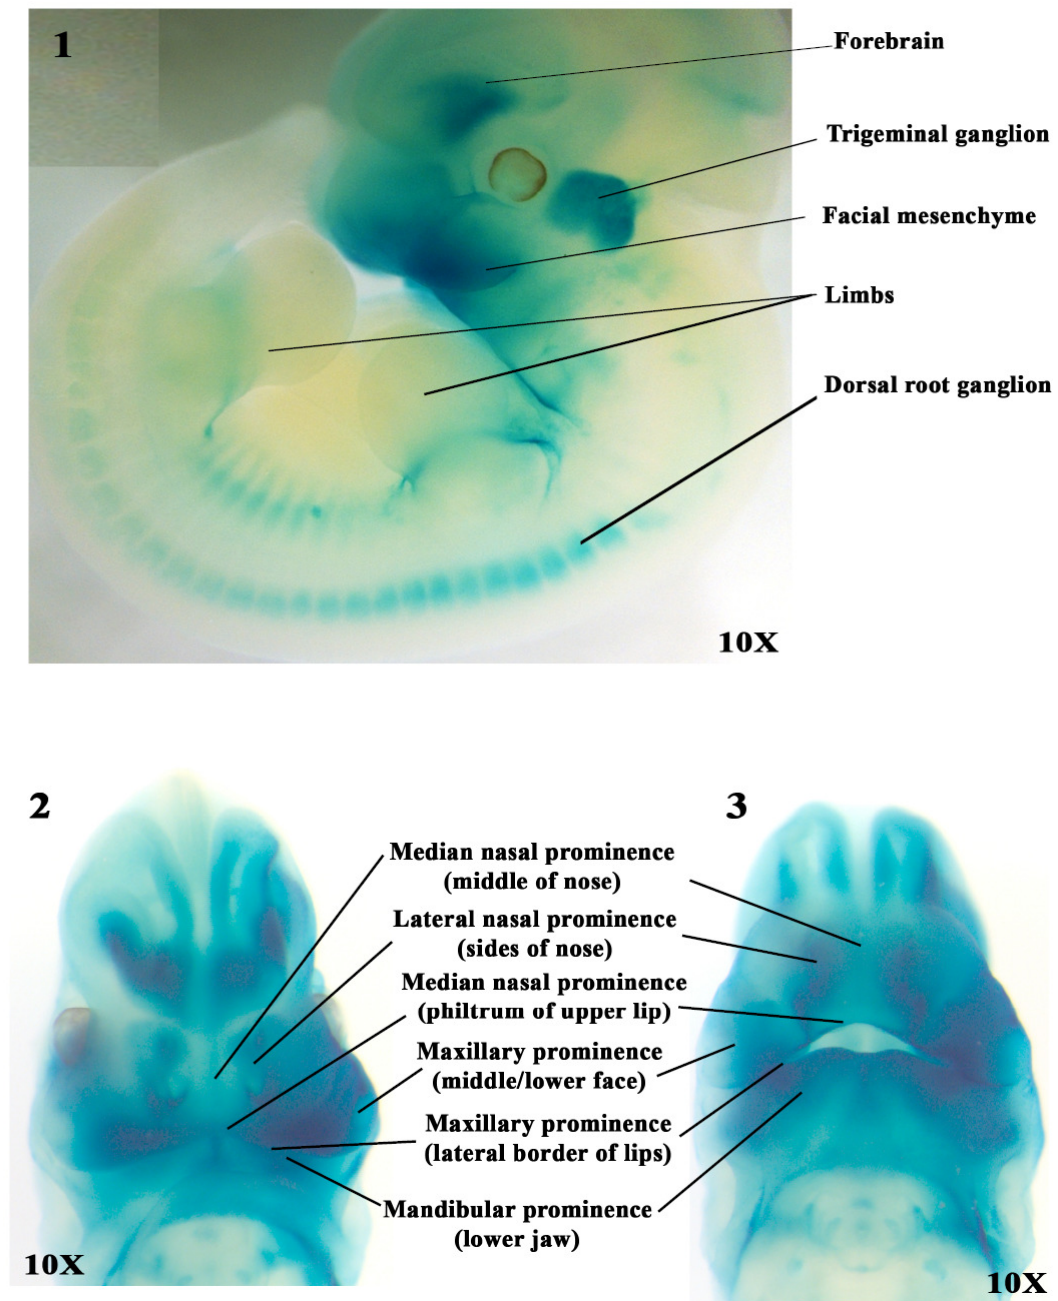 1
Forebrain
Trigeminal ganglion
Facial mesenchyme
Limbs
Dorsal root ganglion
10X
2
3
Median nasal prominence
(middle of nose)
Lateral nasal prominence
(sides of nose)
Median nasal prominence
(philtrum of upper lip)
Maxillary prominence
(middle/lower face)
Maxillary prominence
(lateral border of lips)
Mandibular prominence
(lower jaw)
10X
10X